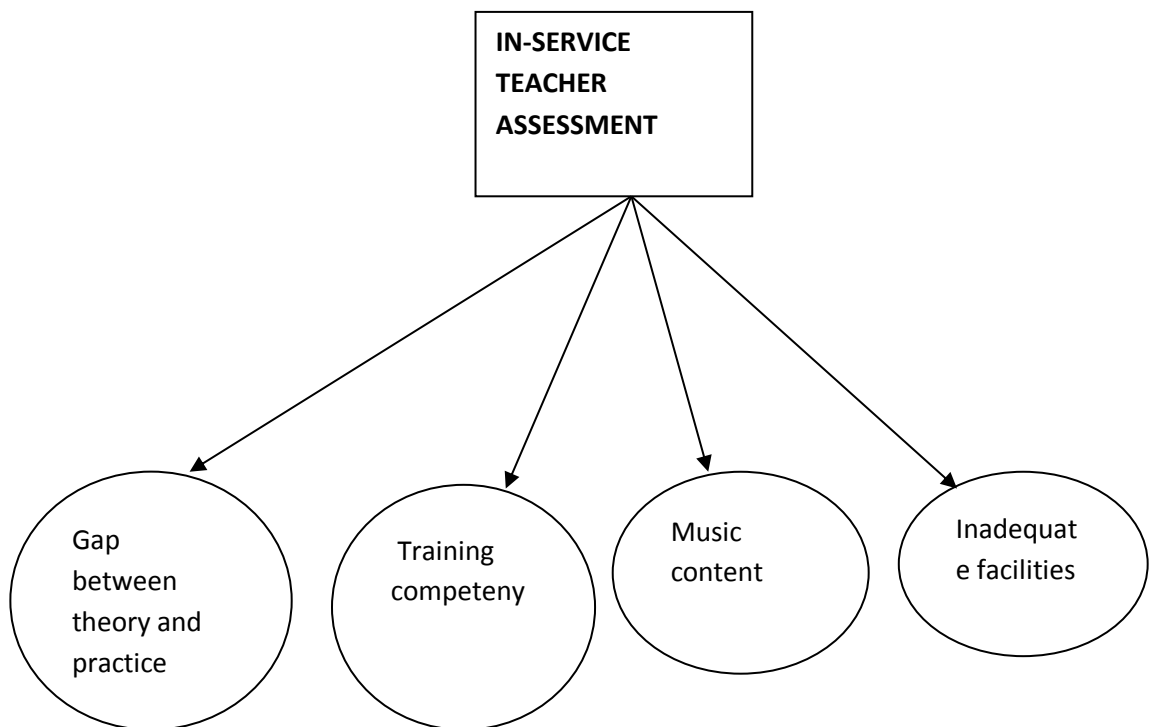 IN-SERVICE
TEACHER
ASSESSMENT
Gap
between
theory and
practice
Training
competeny
Music
content
Inadequat
e facilities